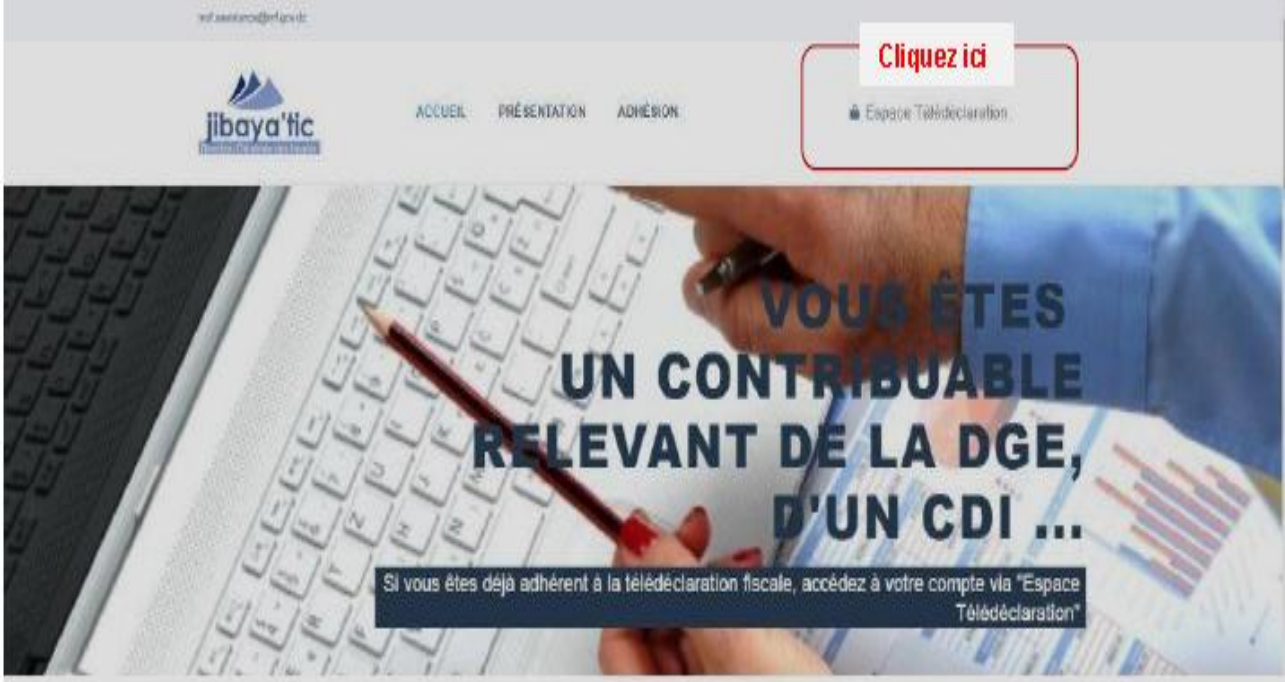 Cliquez ici
jibaya'tic
ACCUEIL PRÉSENTATION ADHÉSION Espace Télédéclaration
VOUS ÊTES
UN CONTRIBUABLE
RELEVANT DE LA DGE,
D'UN CDI ...
Si vous êtes déjà adhérent à la télédéclaration fiscale, accédez à votre compte via "Espace
Télédéclaration"